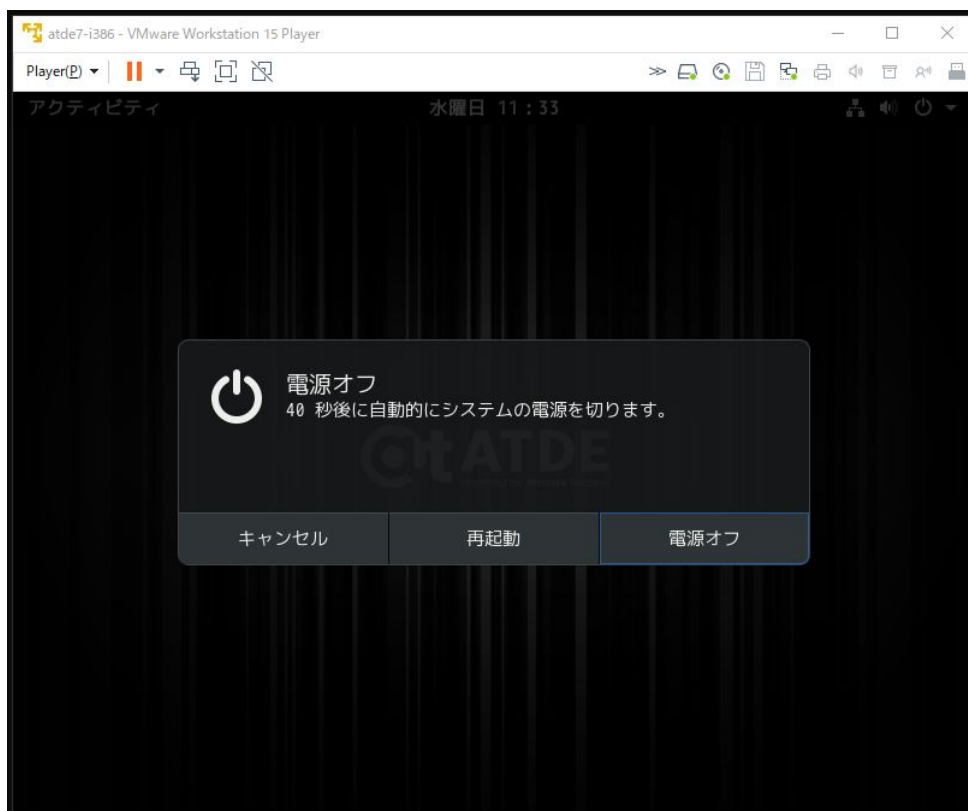 atde7-i386 - VMware Workstation 15 Player
Player(P)
アクティビティ
水曜日 11：33
電源オフ
40 秒後に自動的にシステムの電源を切ります。
ATDE
キャンセル
再起動
電源オフ